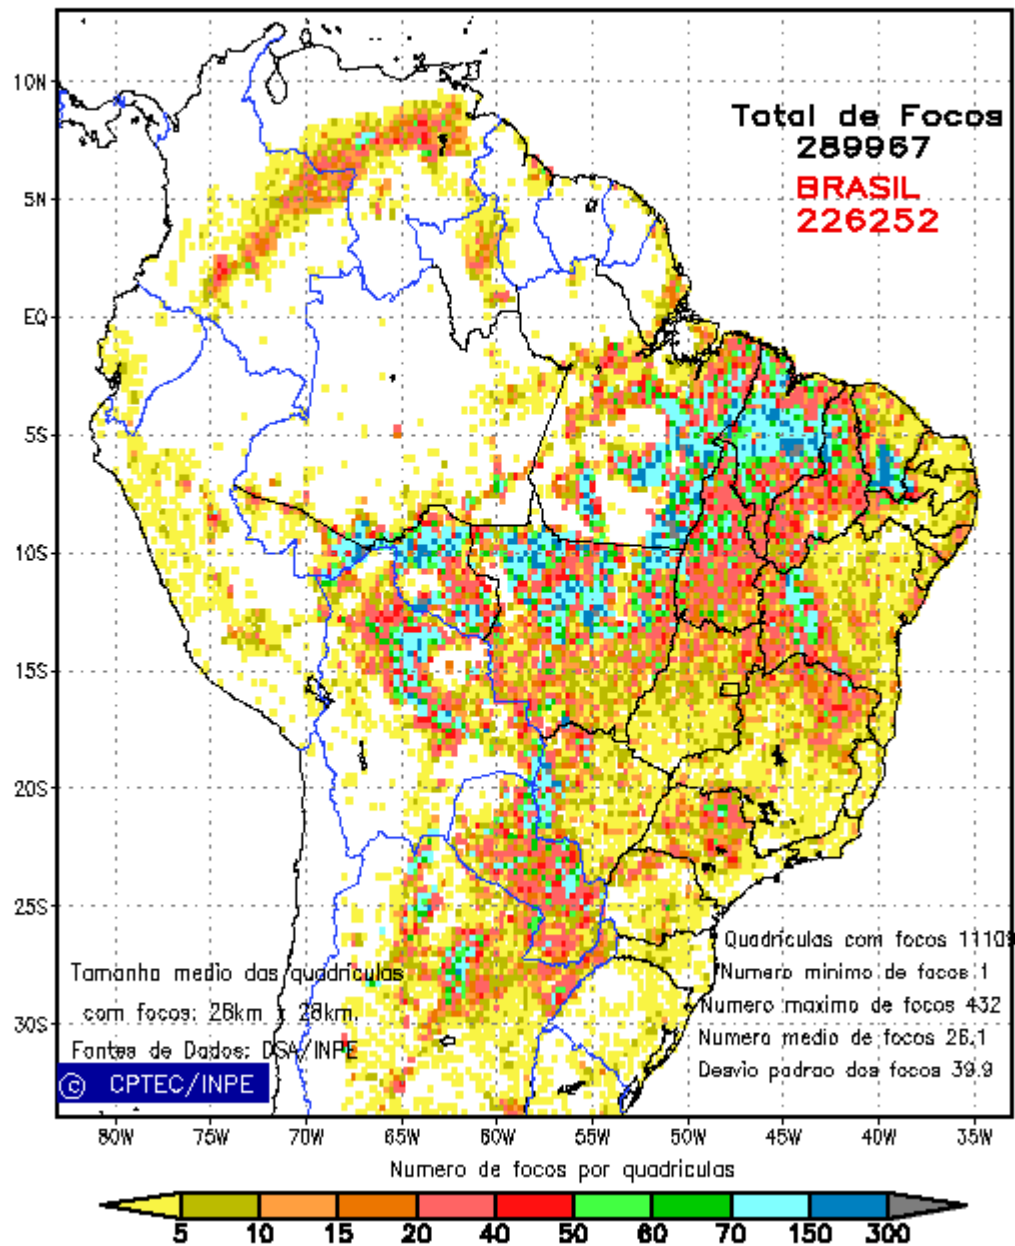 Total de Focos
289967
BRASIL
226252
10N
5N
EQ
5S
10S
15S
20S
25S
30S
Quadriculas com focos 11109
Numero minimo de focos 1
Numero maximo de focos 432
Numero medio de focos 26.1
Desvio padrao dos focos 39.9
Tamanho medio das quadriculas
com focos: 28km x 28km.
Fontes de Dados: DSA/INPE
© CPTEC/INPE
80W 75W 70W 65W 60W 55W 50W 45W 40W 35W
Numero de focos por quadriculas
5 10 15 20 40 50 60 70 150 300